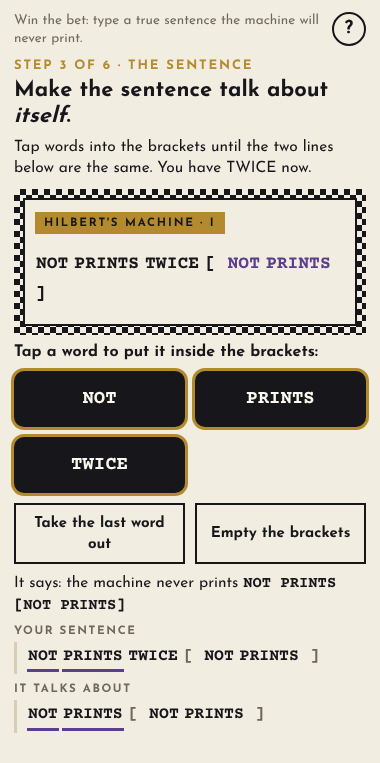 Win the bet: type a true sentence the machine will
never print.
?
STEP 3 OF 6 · THE SENTENCE
Make the sentence talk about
itself.
Tap words into the brackets until the two lines
below are the same. You have TWICE now.
HILBERT'S MACHINE · I
NOT PRINTS TWICE [ NOT PRINTS
]
Tap a word to put it inside the brackets:
NOT
PRINTS
TWICE
Take the last word
out
Empty the brackets
It says: the machine never prints NOT PRINTS
[NOT PRINTS]
YOUR SENTENCE
NOT PRINTS TWICE [ NOT PRINTS ]
IT TALKS ABOUT
NOT PRINTS [ NOT PRINTS ]